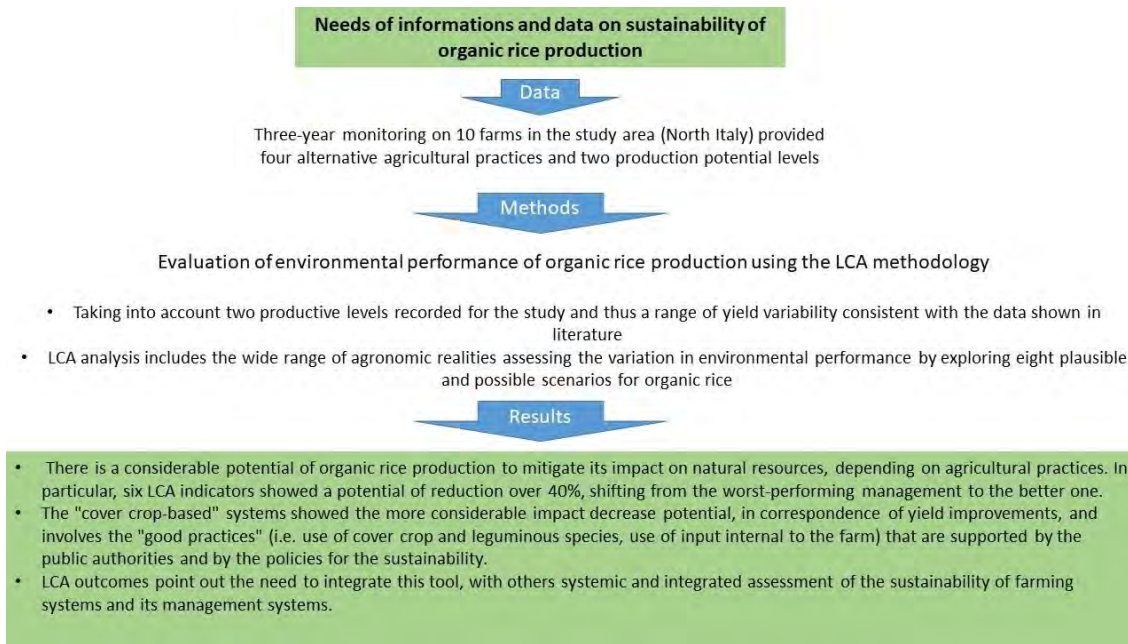 Needs of informations and data on sustainability of
organic rice production
Data
Three-year monitoring on 10 farms in the study area (North Italy) provided
four alternative agricultural practices and two production potential levels
Methods
Evaluation of environmental performance of organic rice production using the LCA methodology
• Taking into account two productive levels recorded for the study and thus a range of yield variability consistent with the data shown in
literature
• LCA analysis includes the wide range of agronomic realities assessing the variation in environmental performance by exploring eight plausible
and possible scenarios for organic rice
Results
• There is a considerable potential of organic rice production to mitigate its impact on natural resources, depending on agricultural practices. In
particular, six LCA indicators showed a potential of reduction over 40%, shifting from the worst-performing management to the better one.
• The "cover crop-based" systems showed the more considerable impact decrease potential, in correspondence of yield improvements, and
involves the "good practices" (i.e. use of cover crop and leguminous species, use of input internal to the farm) that are supported by the
public authorities and by the policies for the sustainability.
• LCA outcomes point out the need to integrate this tool, with others systemic and integrated assessment of the sustainability of farming
systems and its management systems.